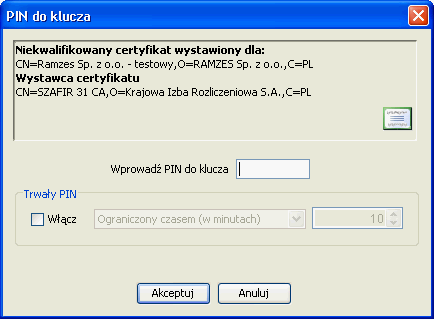 PIN do klucza
Niekwalifikowany certyfikat wystawiony dla:
CN=Ramzes Sp. z o.o. - testowy,O=RAMZES Sp. z o.o.,C=PL
Wystawca certyfikatu
CN=SZAFIR 31 CA,O=Krajowa Izba Rozliczeniowa S.A.,C=PL
Wprowadź PIN do klucza
Trwały PIN
Włącz Ograniczony czasem (w minutach) 10
Akceptuj Anuluj